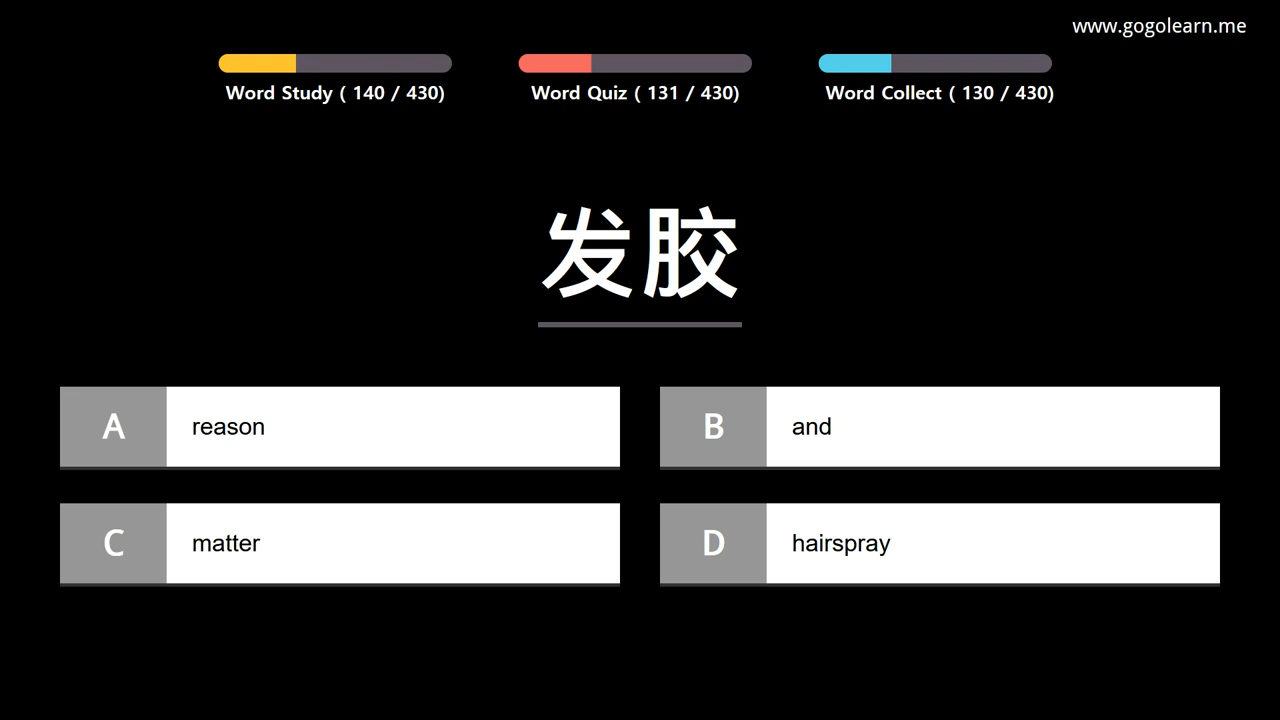 www.gogolearn.me
Word Study ( 140 / 430)
Word Quiz ( 131 / 430)
Word Collect ( 130 / 430)
发胶
A reason
B and
C matter
D hairspray